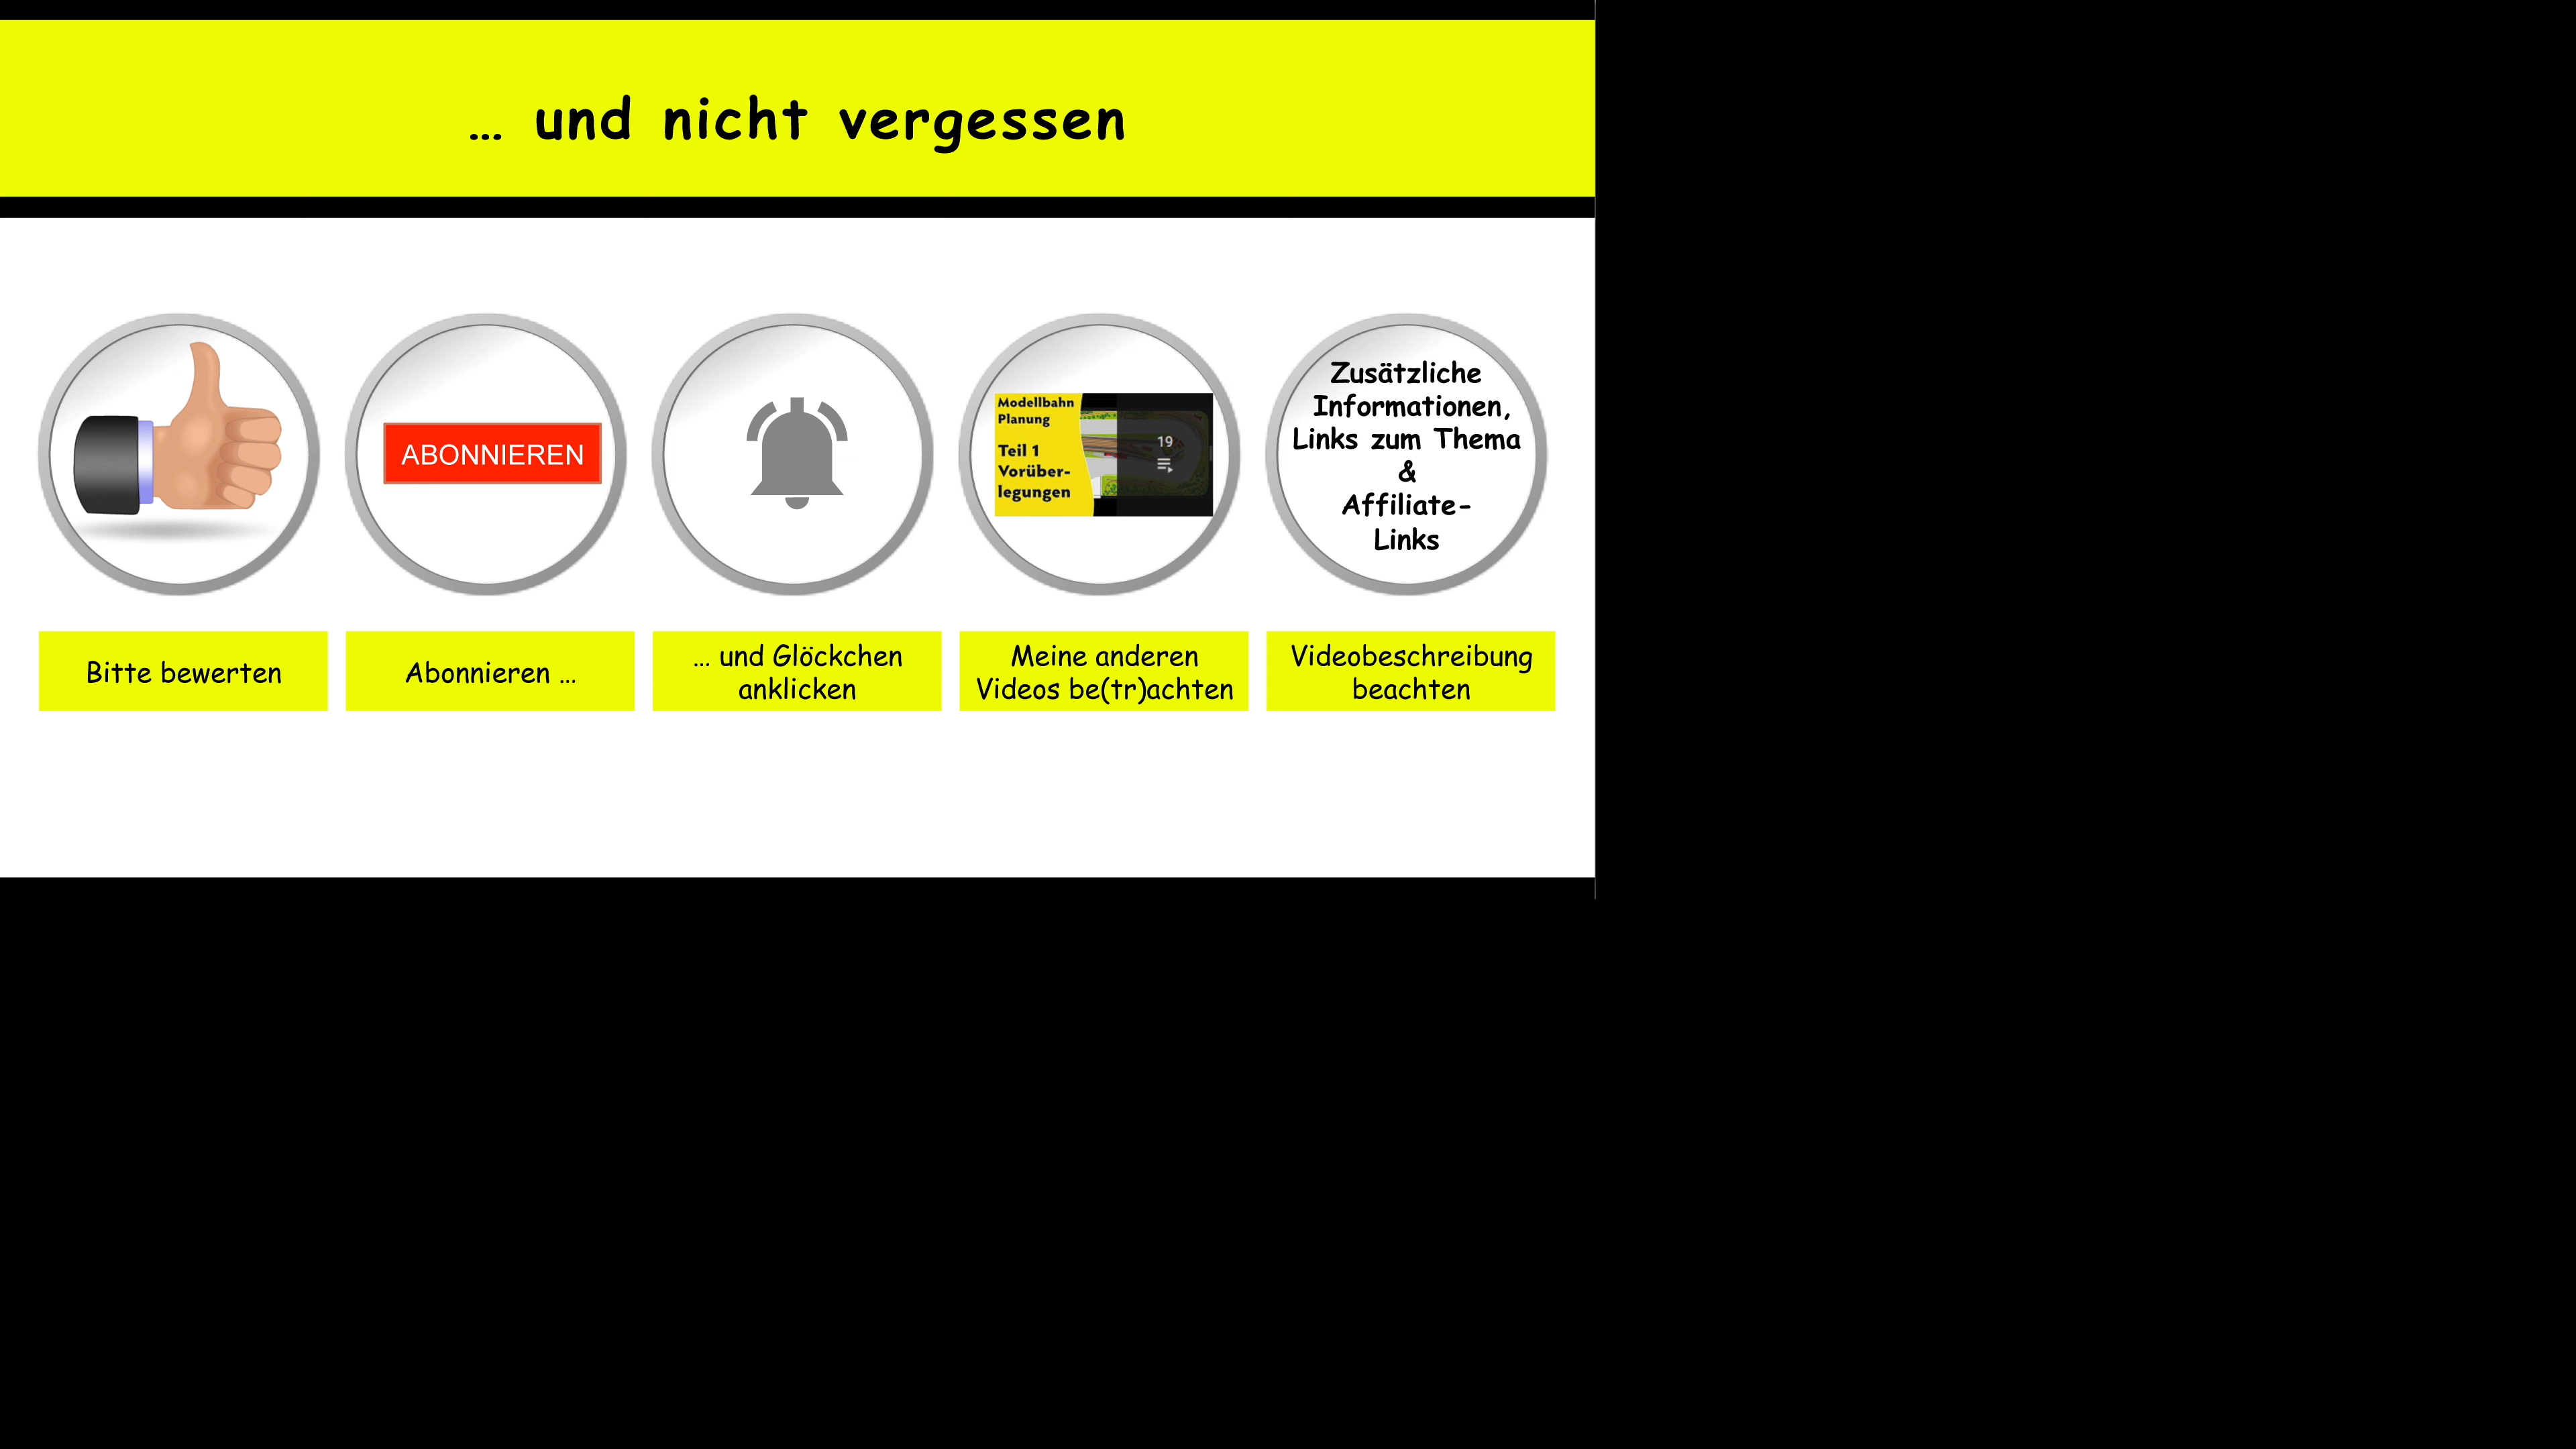 … und nicht vergessen
ABONNIEREN
Modellbahn
Planung
Teil 1
Vorüber-
legungen
19
Zusätzliche
Informationen,
Links zum Thema
&
Affiliate-
Links
Bitte bewerten
Abonnieren …
… und Glöckchen
anklicken
Meine anderen
Videos be(tr)achten
Videobeschreibung
beachten